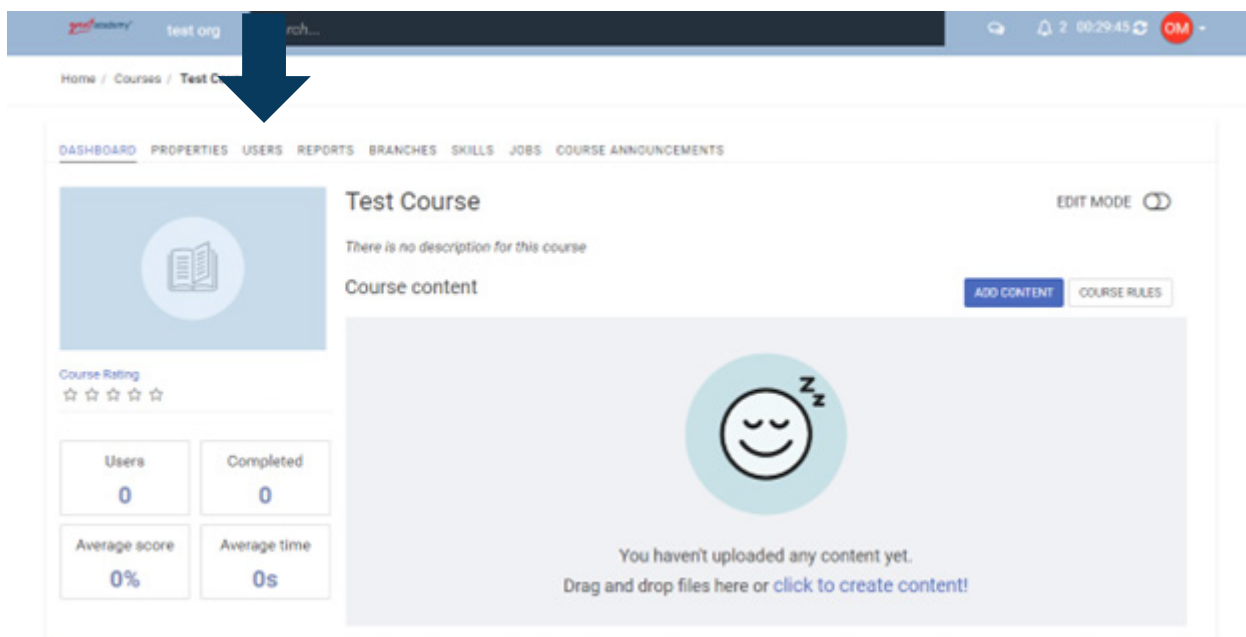 test org rch... 2 00:29:45 OM
Home / Courses / Test C
DASHBOARD PROPERTIES USERS REPORTS BRANCHES SKILLS JOBS COURSE ANNOUNCEMENTS
Test Course
EDIT MODE
There is no description for this course
Course content
ADD CONTENT COURSE RULES
Course Rating
Z z
Users Completed
0 0
Average score Average time
0% 0s
You haven't uploaded any content yet.
Drag and drop files here or click to create content!